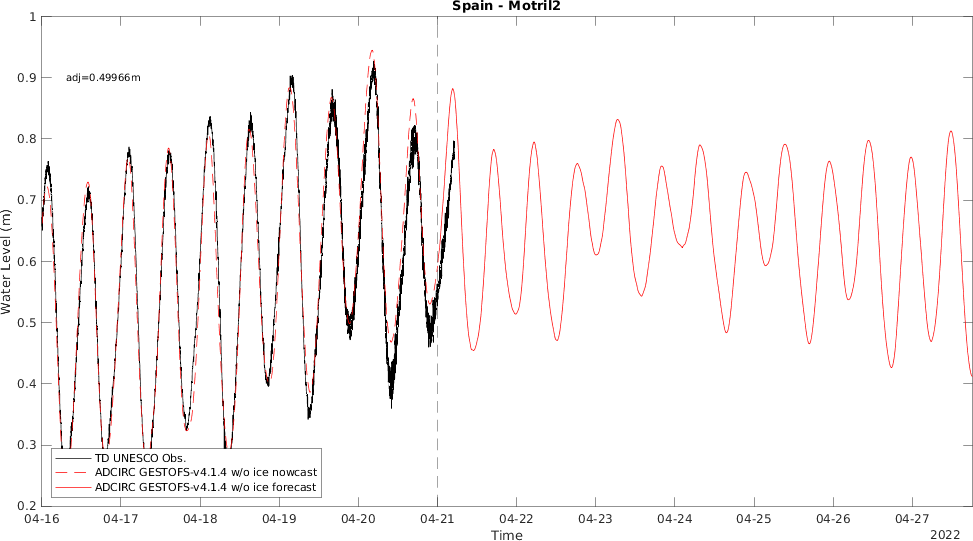 Spain - Motril2
1
0.9
0.8
0.7
0.6
0.5
0.4
0.3
0.2
Water Level (m)
adj=0.49966m
TD UNESCO Obs.
ADCIRC GESTOFS-v4.1.4 w/o ice nowcast
ADCIRC GESTOFS-v4.1.4 w/o ice forecast
04-16 04-17 04-18 04-19 04-20 04-21 04-22 04-23 04-24 04-25 04-26 04-27
Time
2022